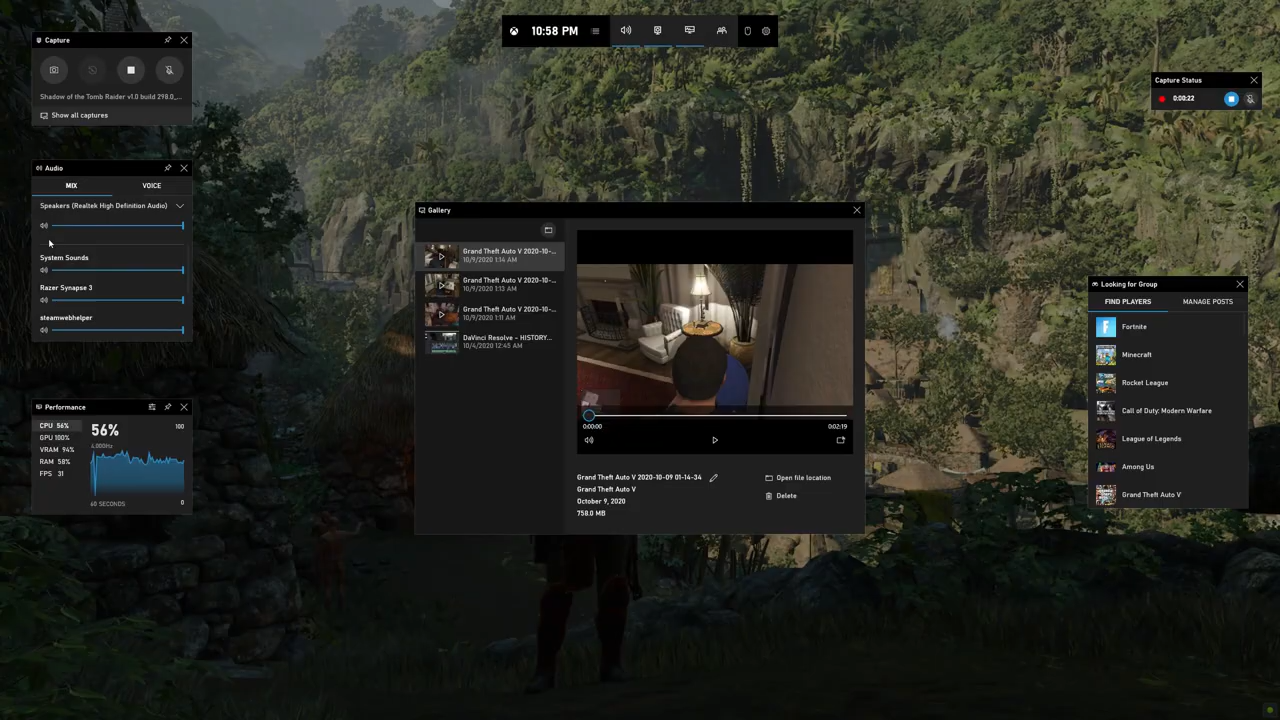 10:58 PM
Capture
Shadow of the Tomb Raider v1.0 build 298.0_...
Show all captures
Capture Status
0:00:22
Audio
MIX
VOICE
Speakers (Realtek High Definition Audio)
System Sounds
Razer Synapse 3
steamwebhelper
Performance
CPU 56%
GPU 100%
VRAM 94%
RAM 58%
FPS 31
56%
100
4.000Hz
60 SECONDS
0
Gallery
Grand Theft Auto V 2020-10-...
10/9/2020 1:14 AM
Grand Theft Auto V 2020-10-...
10/9/2020 1:13 AM
Grand Theft Auto V 2020-10-...
10/9/2020 1:11 AM
DaVinci Resolve - HISTORY...
10/4/2020 12:45 AM
0:00:00
0:02:19
Grand Theft Auto V 2020-10-09 01-14-34
Grand Theft Auto V
October 9, 2020
758.0 MB
Open file location
Delete
Looking for Group
FIND PLAYERS
MANAGE POSTS
Fortnite
Minecraft
Rocket League
Call of Duty: Modern Warfare
League of Legends
Among Us
Grand Theft Auto V